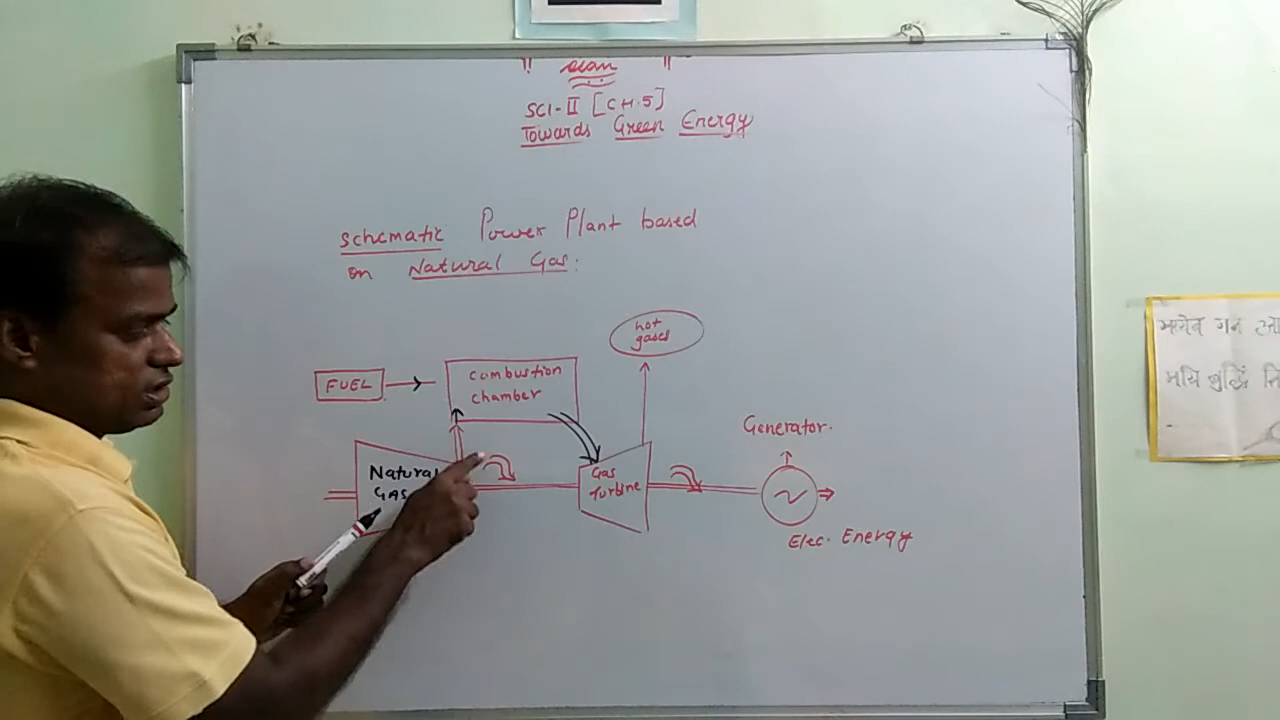 scan
SCI-II [CH.5]
Towards Green Energy
schematic Power Plant based
on Natural Gas:
hot
gases
FUEL
combustion
chamber
Generator.
Natural
GAS
Gas
Turbine
Elec. Energy